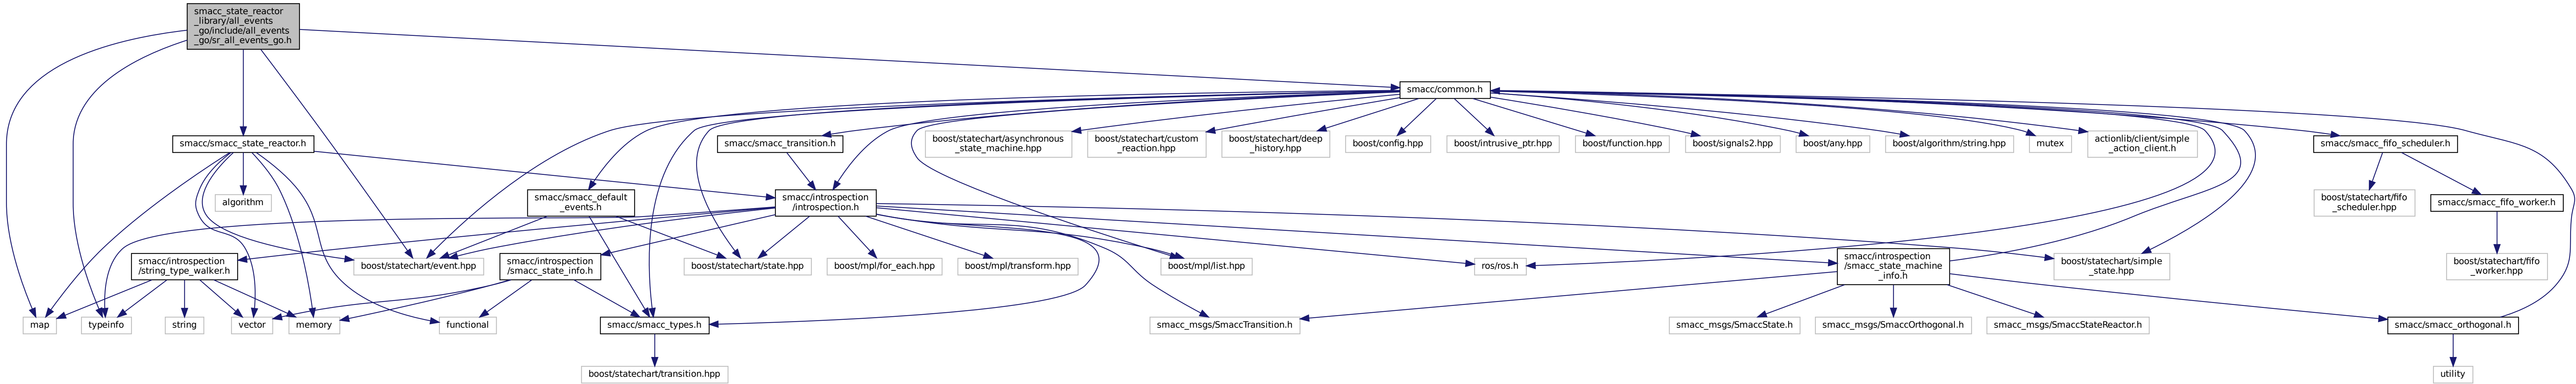 smacc_state_reactor
_library/all_events
_go/include/all_events
_go/sr_all_events_go.h
smacc/common.h
smacc/smacc_state_reactor.h
smacc/smacc_transition.h
boost/statechart/asynchronous
_state_machine.hpp
boost/statechart/custom
_reaction.hpp
boost/statechart/deep
_history.hpp
boost/config.hpp
boost/intrusive_ptr.hpp
boost/function.hpp
boost/signals2.hpp
boost/any.hpp
boost/algorithm/string.hpp
mutex
actionlib/client/simple
_action_client.h
smacc/smacc_fifo_scheduler.h
algorithm
smacc/smacc_default
_events.h
smacc/introspection
/introspection.h
boost/statechart/fifo
_scheduler.hpp
smacc/smacc_fifo_worker.h
smacc/introspection
/string_type_walker.h
boost/statechart/event.hpp
smacc/introspection
/smacc_state_info.h
boost/statechart/state.hpp
boost/mpl/for_each.hpp
boost/mpl/transform.hpp
boost/mpl/list.hpp
ros/ros.h
smacc/introspection
/smacc_state_machine
_info.h
boost/statechart/simple
_state.hpp
boost/statechart/fifo
_worker.hpp
map
typeinfo
string
vector
memory
functional
smacc/smacc_types.h
smacc_msgs/SmaccTransition.h
smacc_msgs/SmaccState.h
smacc_msgs/SmaccOrthogonal.h
smacc_msgs/SmaccStateReactor.h
smacc/smacc_orthogonal.h
boost/statechart/transition.hpp
utility